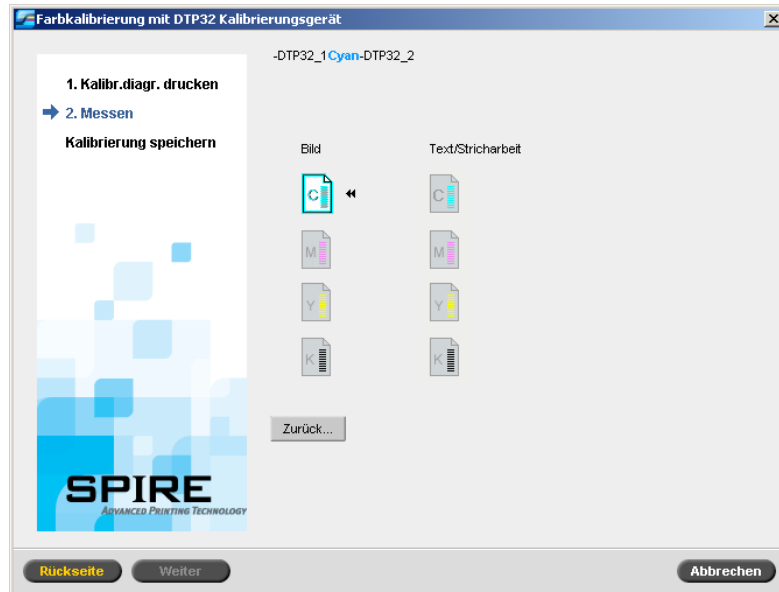 Farbkalibrierung mit DTP32 Kalibrierungsgerät
1. Kalibr.diagr. drucken
2. Messen
Kalibrierung speichern
-DTP32_1Cyan-DTP32_2
Bild Text/Stricharbeit
C C
M M
Y Y
K K
Zurück...
SPIRE
ADVANCED PRINTING TECHNOLOGY
Rückseite Weiter Abbrechen